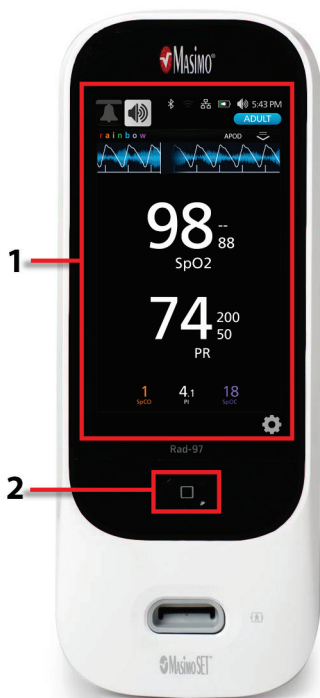 Masimo®
5:43 PM
ADULT
rainbow
APOD
98 --
88
SpO2
1
74 200
50
PR
1 4.1 18
SpCO PI SpOC
Rad-97
2
Masimo SET®